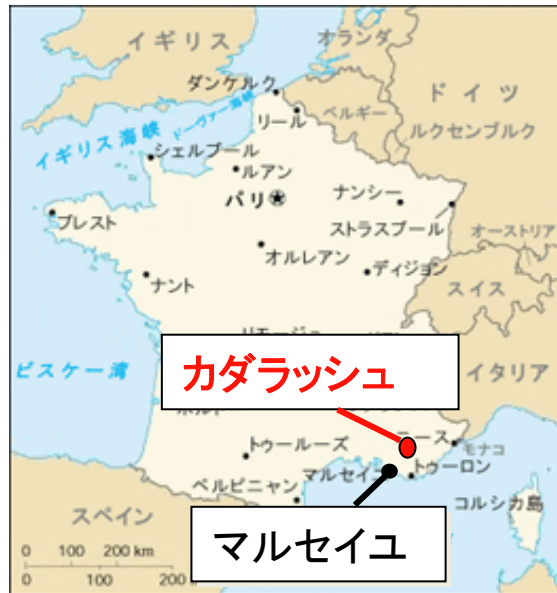 イギリス
オランダ
ダンケルク
ドーヴァー海峡
ベルギー
ドイツ
リール
ルクセンブルク
イギリス海峡
シェルブール
ルアン
パリ
ナンシー
ブレスト
ストラスブール
オーストリア
オルレアン
ディジョン
ナント
スイス
カダラッシュ
ビスケー湾
イタリア
ニース
モナコ
トゥールーズ
マルセイユ
トゥーロン
ペルピニャン
コルシカ島
スペイン
マルセイユ
0 100 200 km
0 100 200